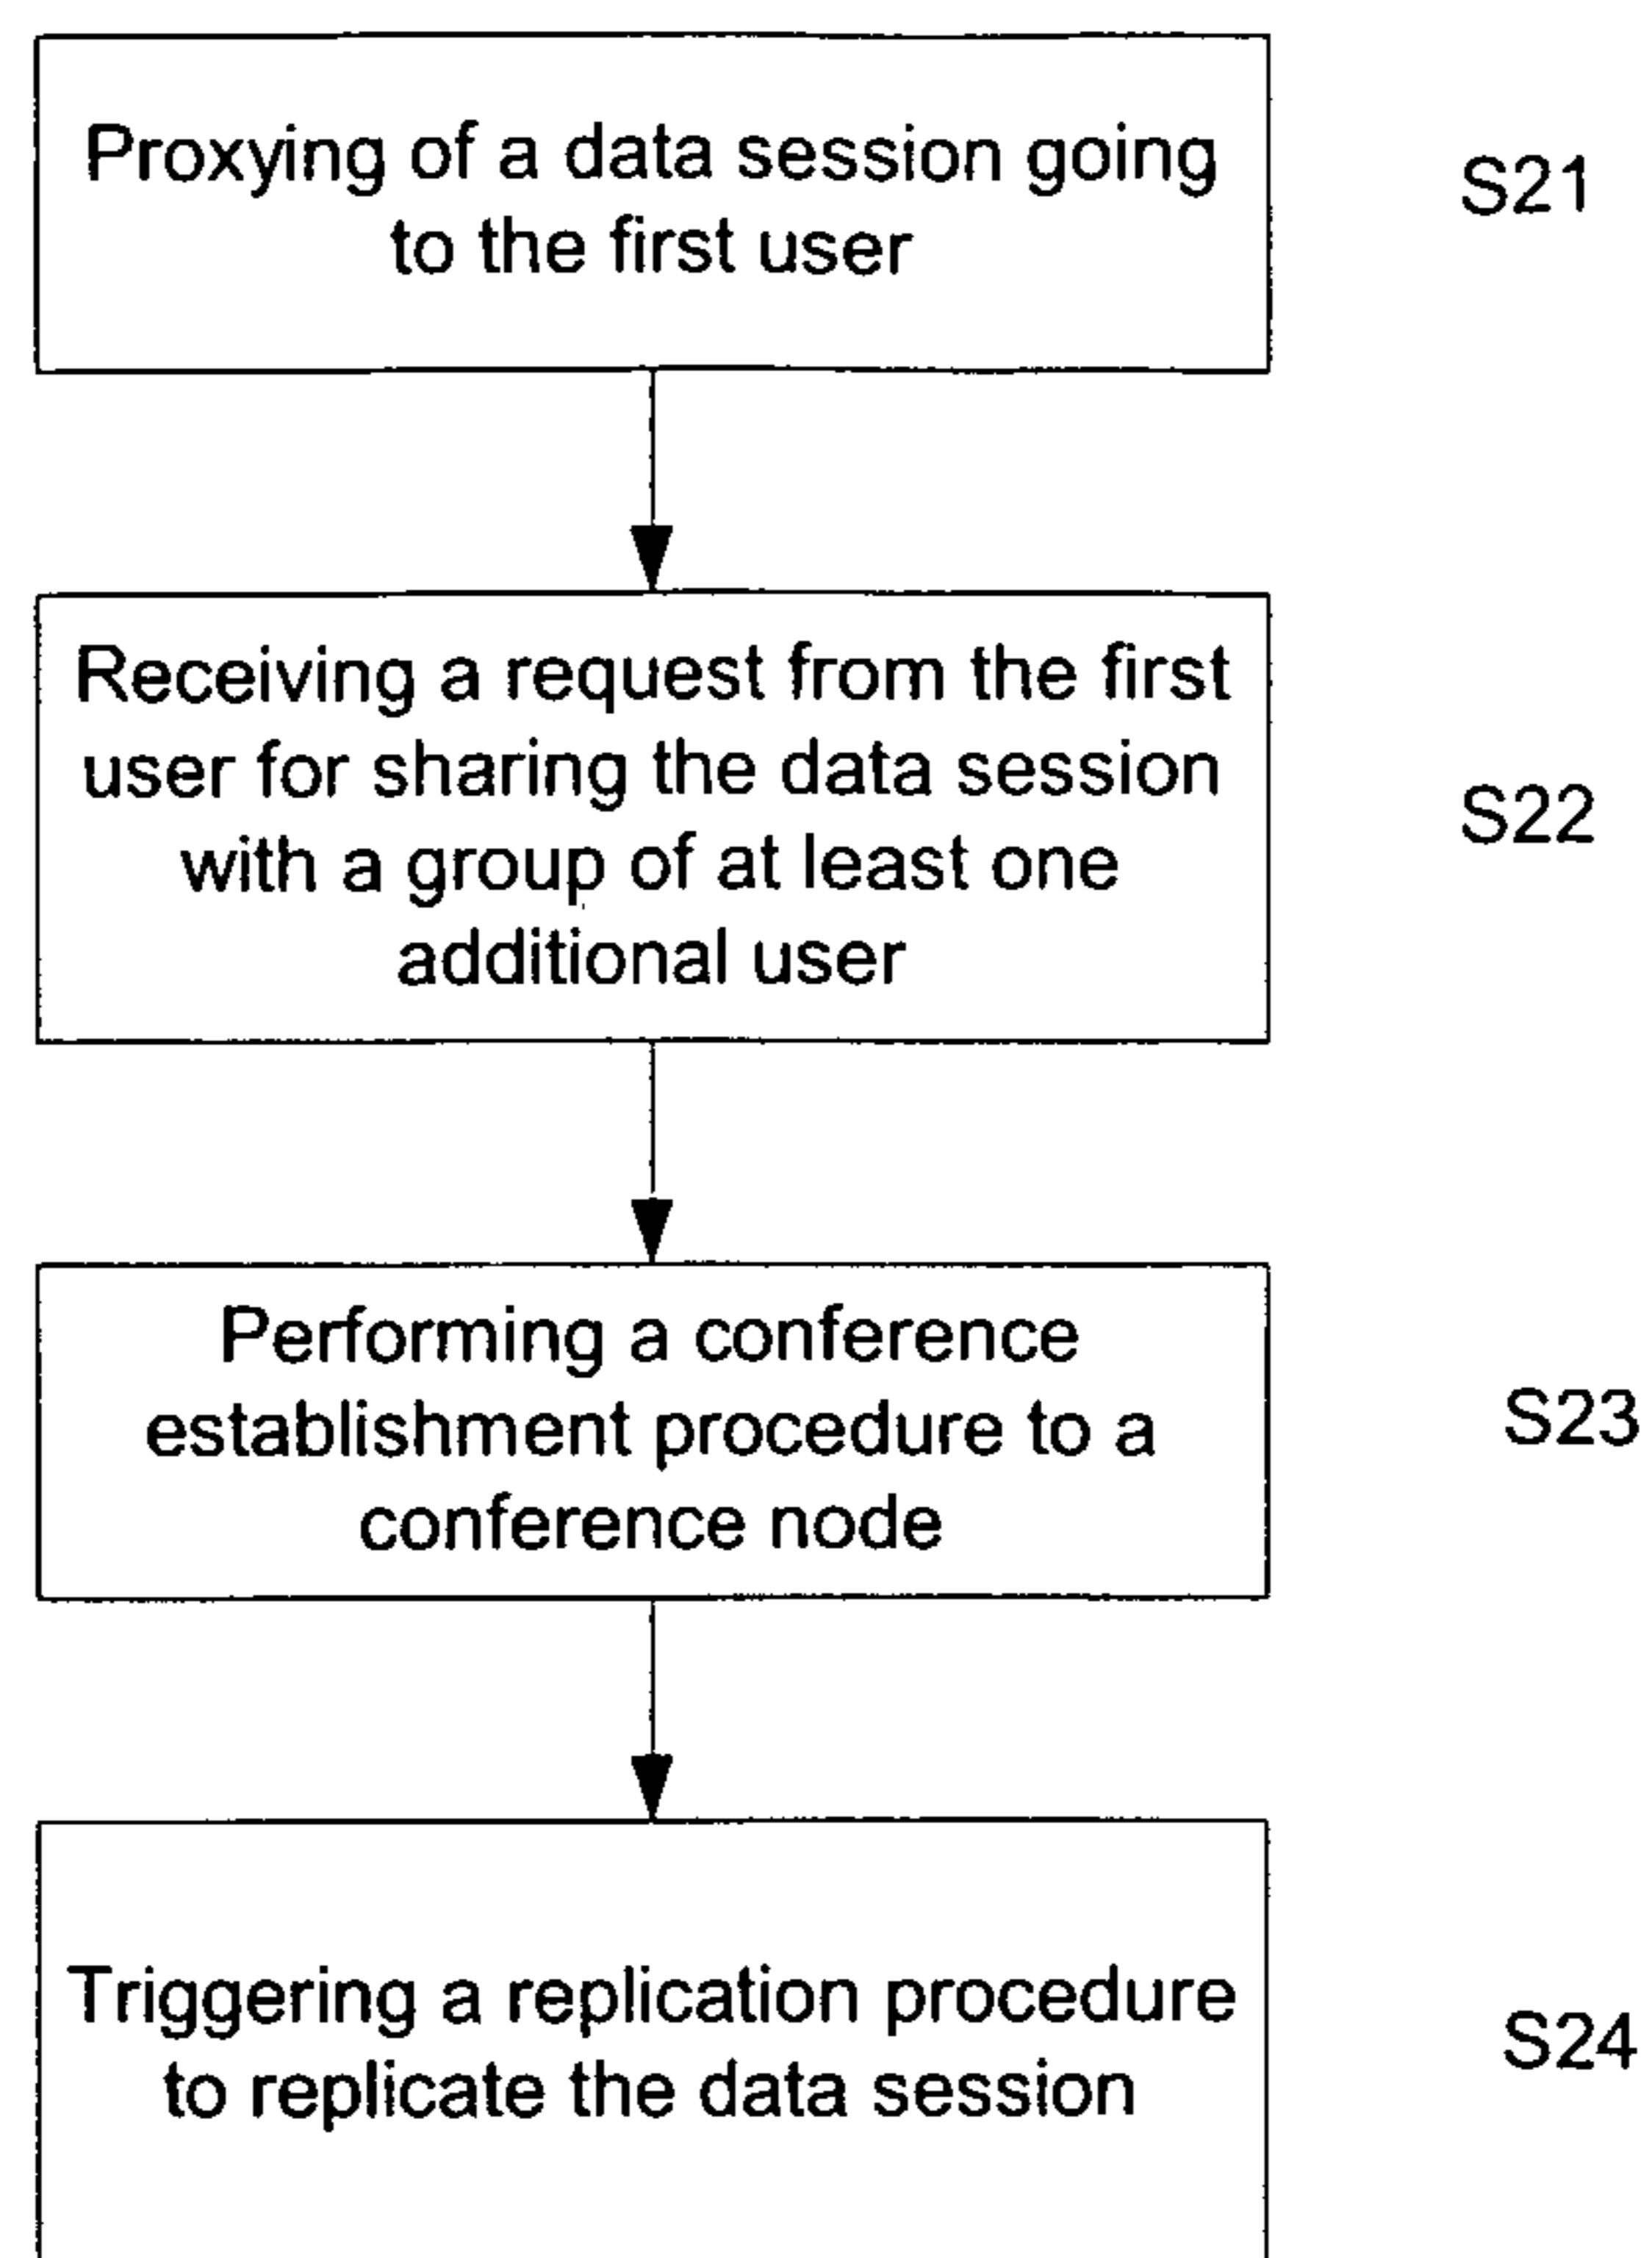 Proxying of a data session going
to the first user
S21
Receiving a request from the first
user for sharing the data session
with a group of at least one
additional user
S22
Performing a conference
establishment procedure to a
conference node
S23
Triggering a replication procedure
to replicate the data session
S24